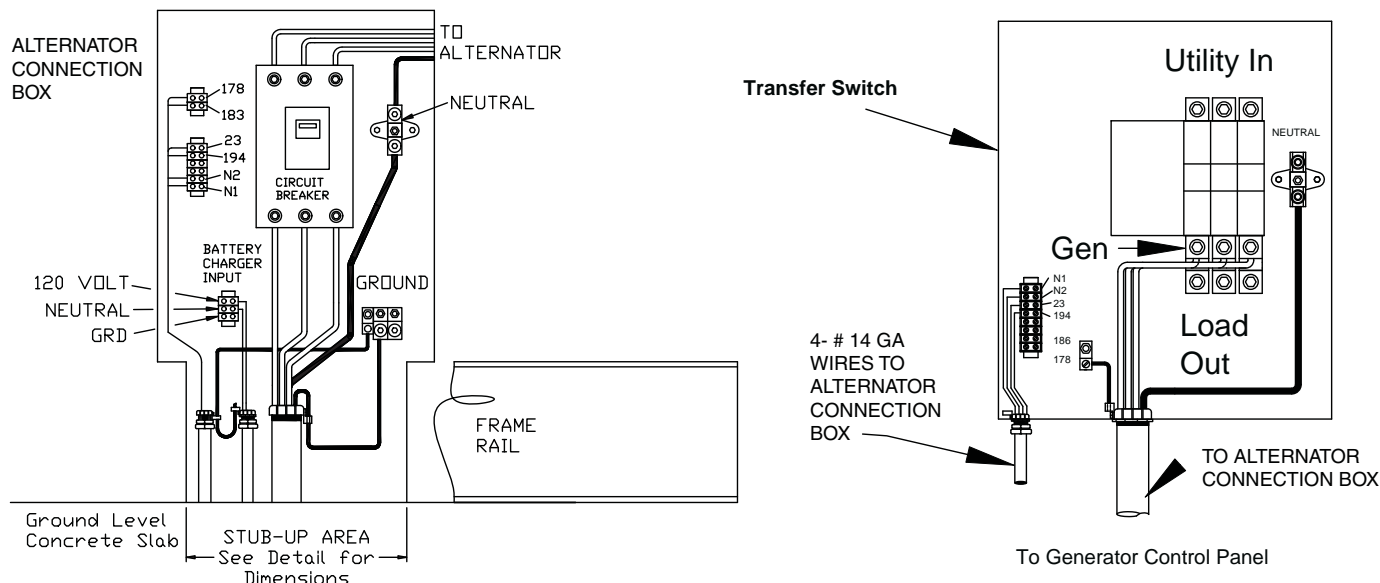 ALTERNATOR
CONNECTION
BOX
TO
ALTERNATOR
178
183
NEUTRAL
23
194
N2
N1
CIRCUIT
BREAKER
BATTERY
CHARGER
INPUT
120 VOLT
NEUTRAL
GRD
GROUND
FRAME
RAIL
Ground Level
Concrete Slab
STUB-UP AREA
See Detail for
Dimensions
Transfer Switch
Utility In
NEUTRAL
Gen
N1
N2
23
194
186
178
Load
Out
4- # 14 GA
WIRES TO
ALTERNATOR
CONNECTION
BOX
TO ALTERNATOR
CONNECTION BOX
To Generator Control Panel